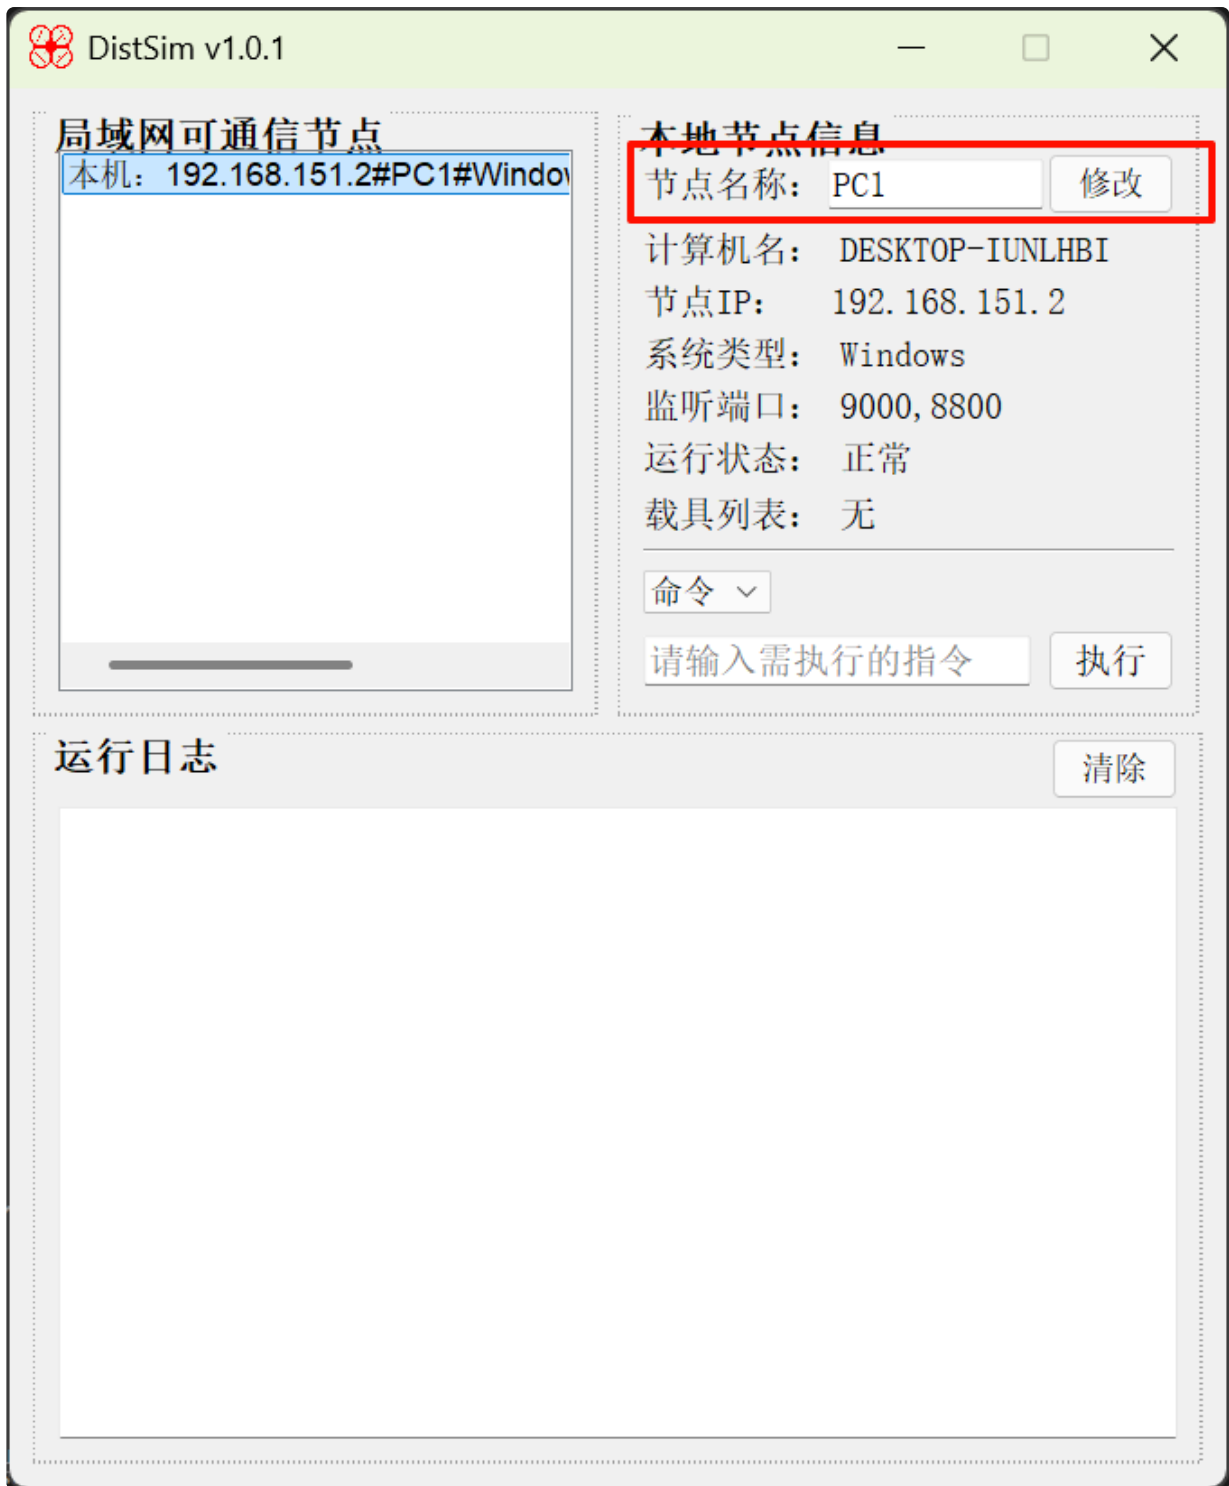 DistSim v1.0.1
局域网可通信节点
本机：192.168.151.2#PC1#Window
本地节点信息
节点名称： PC1 修改
计算机名： DESKTOP-IUNLHBI
节点IP： 192.168.151.2
系统类型： Windows
监听端口： 9000,8800
运行状态： 正常
载具列表： 无
命令
请输入需执行的指令 执行
运行日志 清除